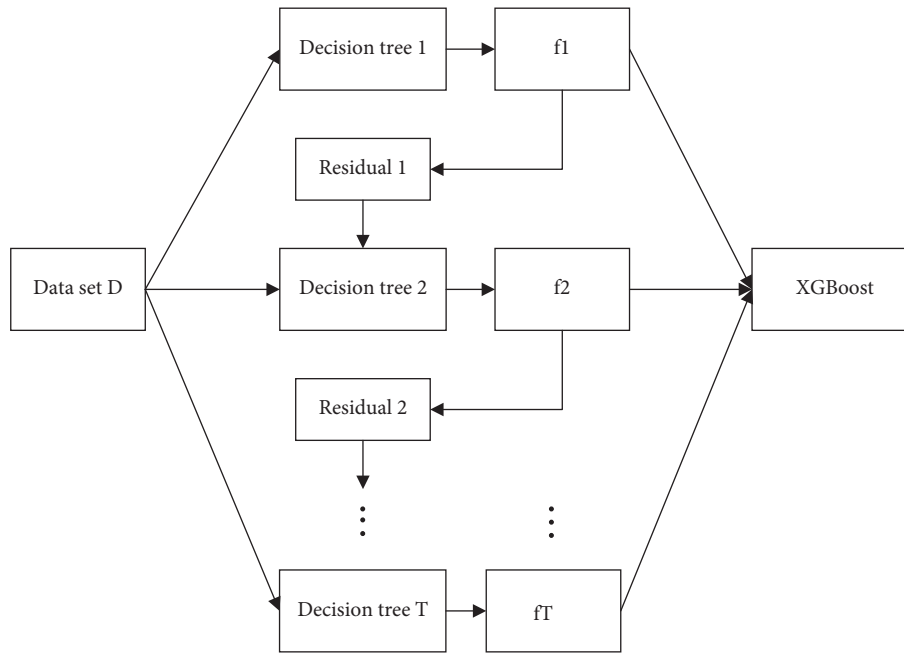 Decision tree 1
f1
Residual 1
Data set D
Decision tree 2
f2
XGBoost
Residual 2
Decision tree T
fT